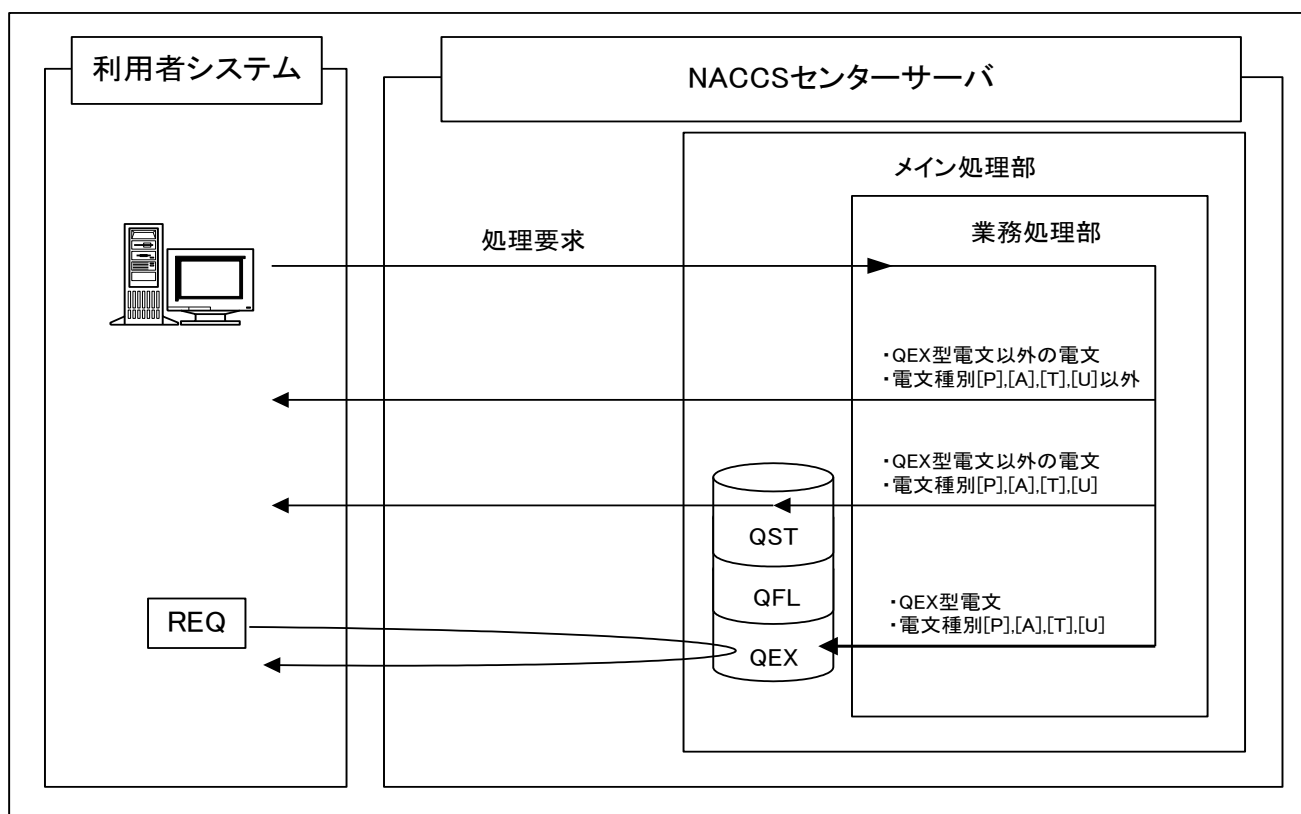 利用者システム
NACCSセンターサーバ
メイン処理部
業務処理部
処理要求
・QEX型電文以外の電文
・電文種別[P],[A],[T],[U]以外
・QEX型電文以外の電文
・電文種別[P],[A],[T],[U]
QST
QFL
QEX
・QEX型電文
・電文種別[P],[A],[T],[U]
REQ